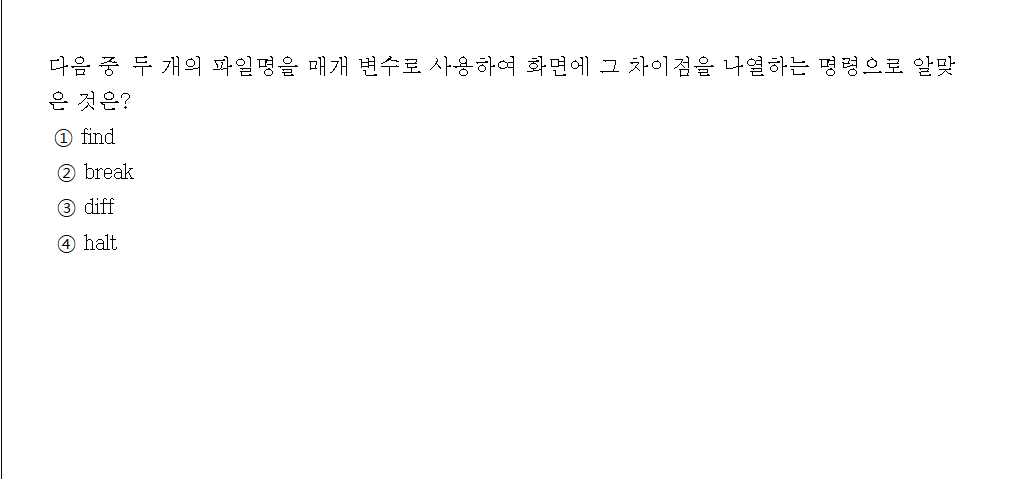 다음 중 두 개의 파일명을 매개 변수로 사용하여 화면에 그 차이점을 나열하는 명령으로 알맞
은 것은?
① find
② break
③ diff
④ halt